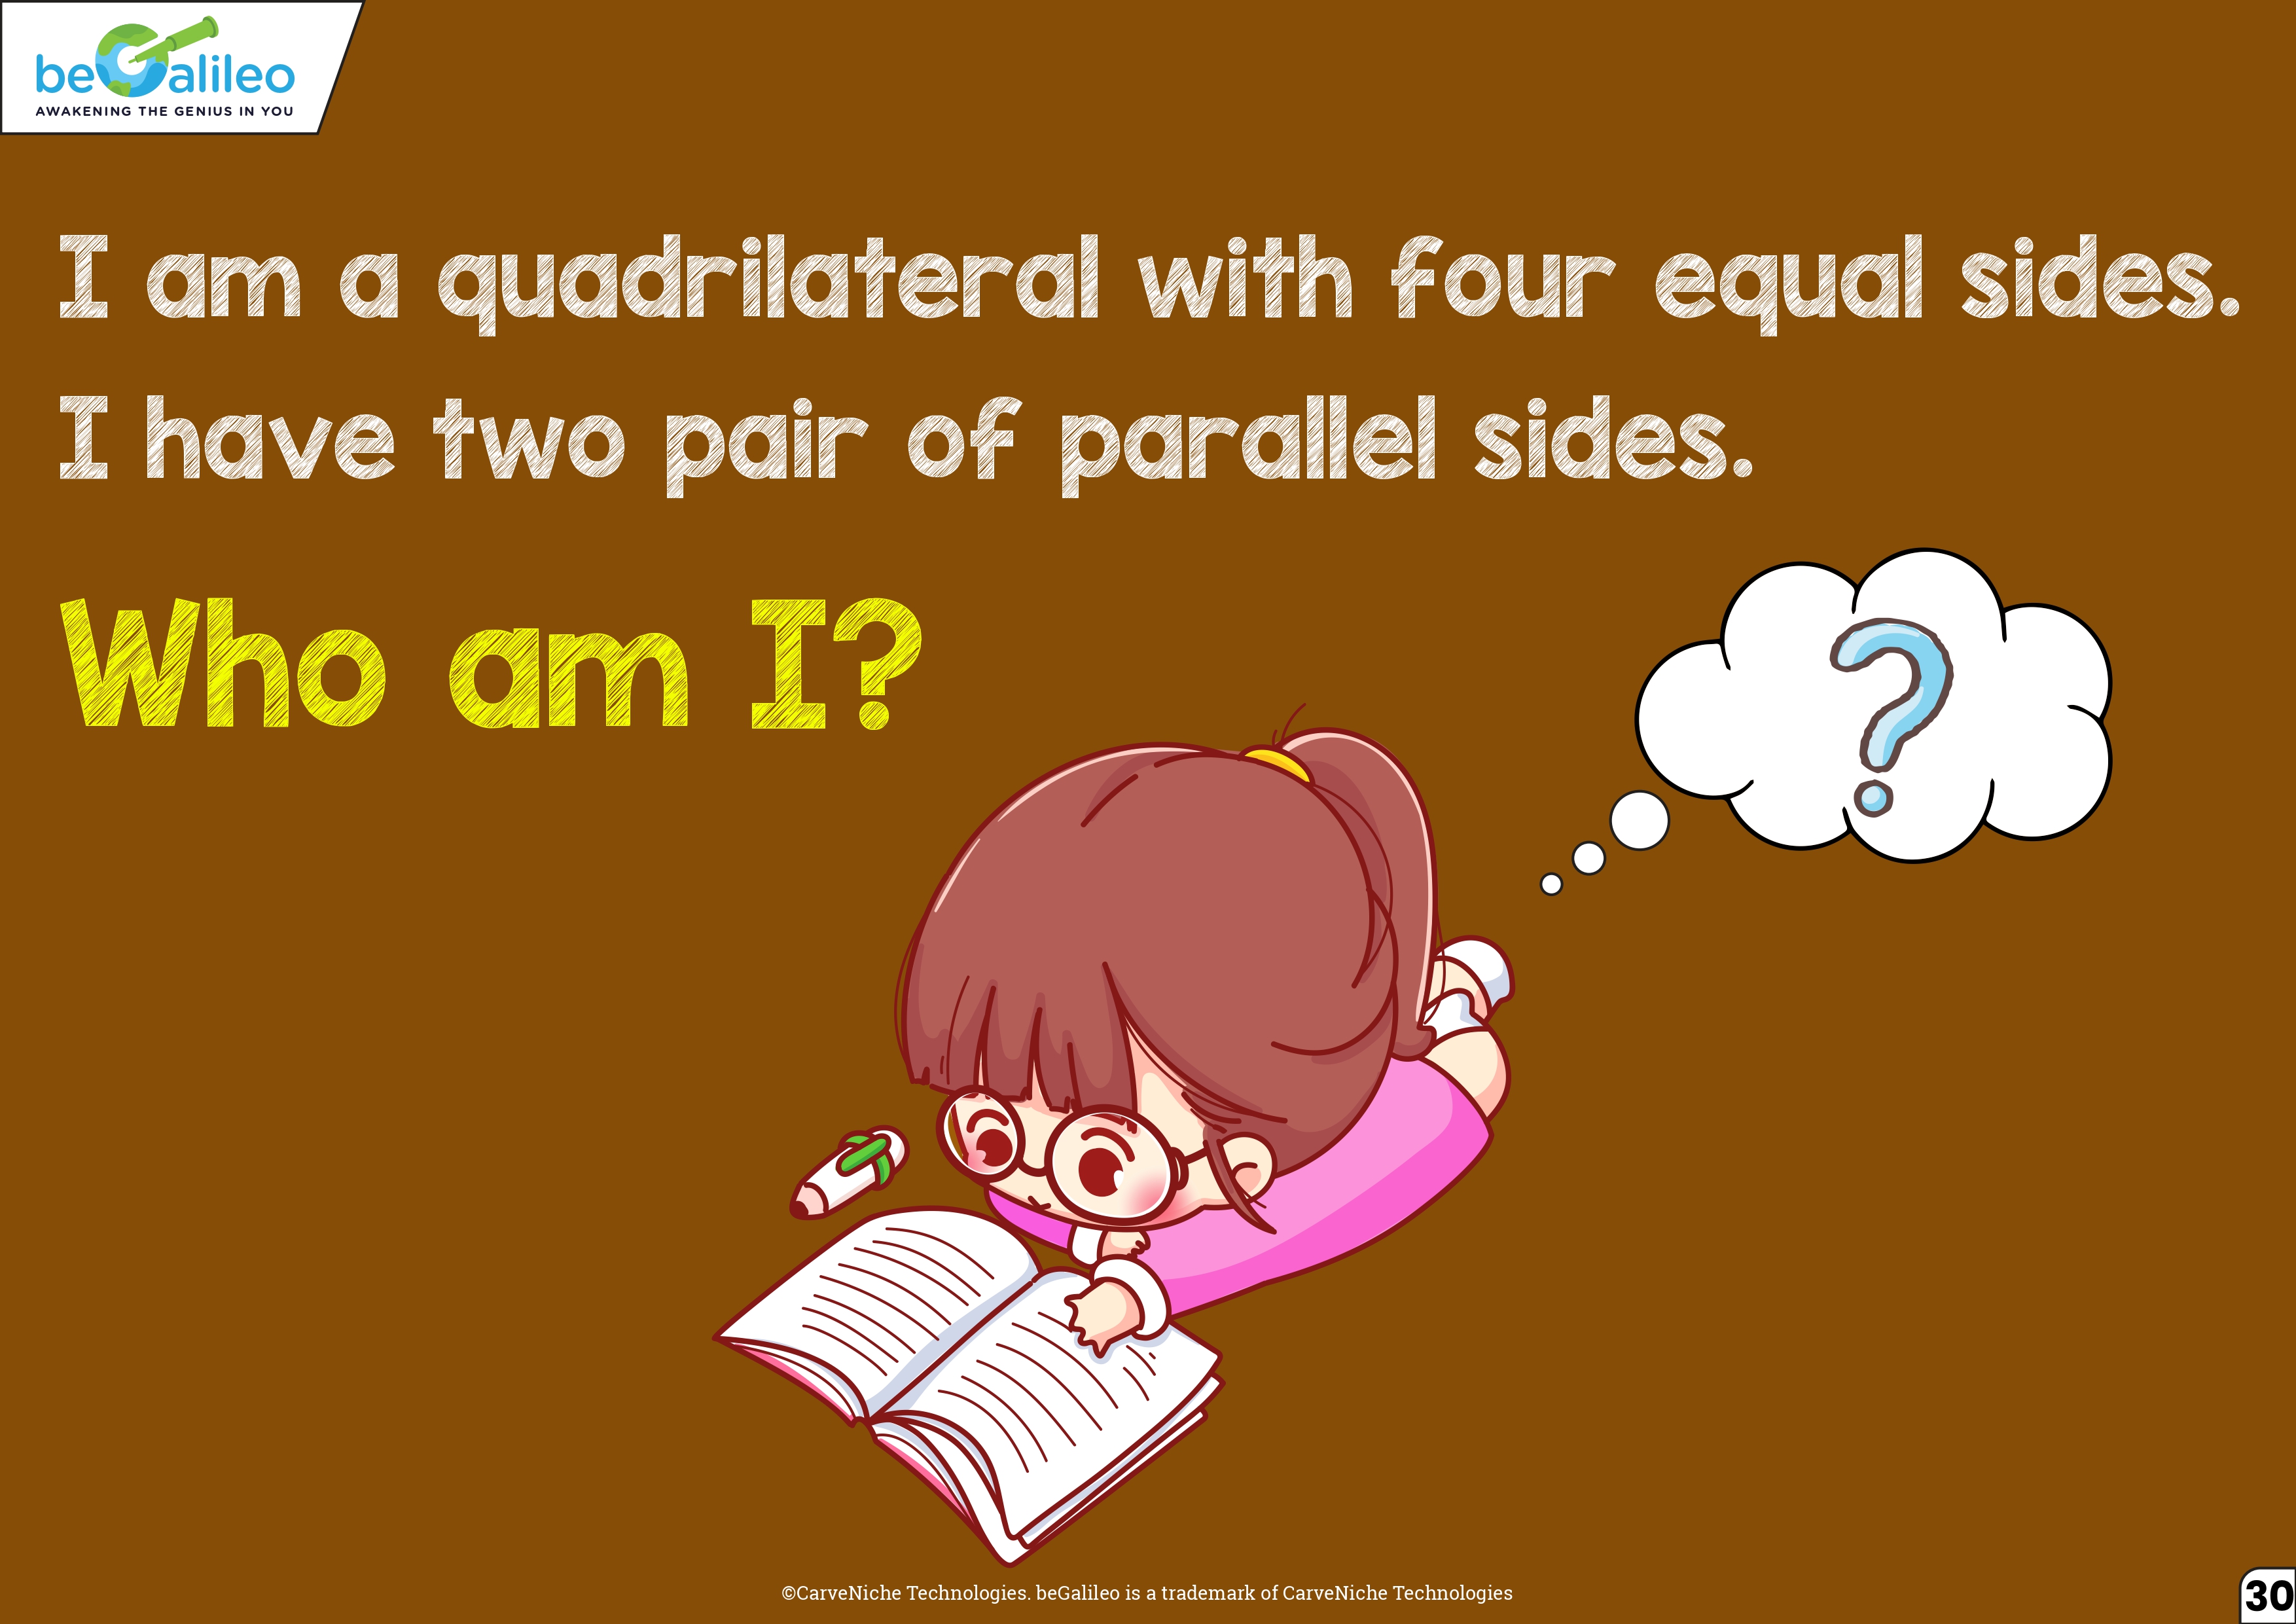 beGalileo
AWAKENING THE GENIUS IN YOU
I am a quadrilateral with four equal sides.
I have two pair of parallel sides.
Who am I?
?
©CarveNiche Technologies. beGalileo is a trademark of CarveNiche Technologies
30